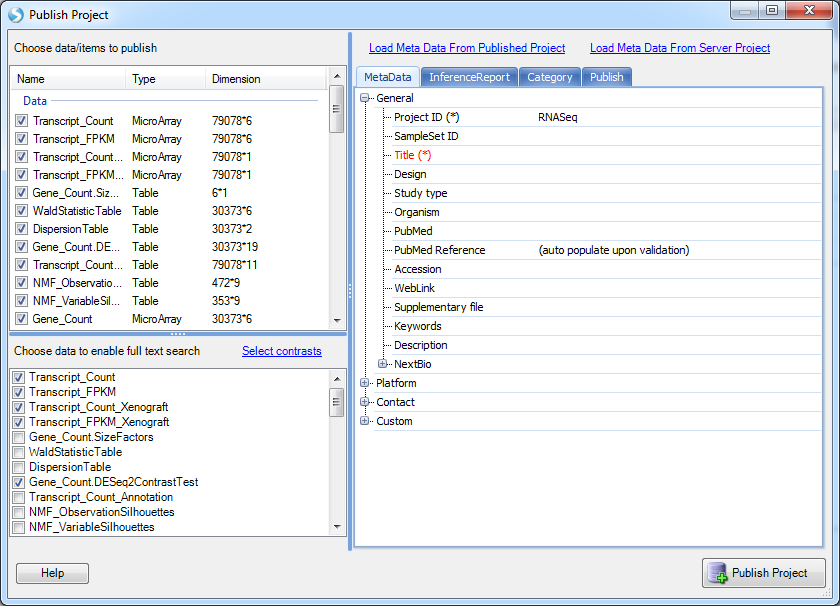 Publish Project
Choose data/items to publish
Name Type Dimension
Data
Transcript_Count MicroArray 79078*6
Transcript_FPKM MicroArray 79078*6
Transcript_Count... MicroArray 79078*1
Transcript_FPKM... MicroArray 79078*1
Gene_Count.Siz... Table 6*1
WaldStatisticTable Table 30373*6
DispersionTable Table 30373*2
Gene_Count.DE... Table 30373*19
Transcript_Count... Table 79078*11
NMF_Observatio... Table 472*9
NMF_VariableSil... Table 353*9
Gene_Count MicroArray 30373*6
Choose data to enable full text search Select contrasts
Transcript_Count
Transcript_FPKM
Transcript_Count_Xenograft
Transcript_FPKM_Xenograft
Gene_Count.SizeFactors
WaldStatisticTable
DispersionTable
Gene_Count.DESeq2ContrastTest
Transcript_Count_Annotation
NMF_ObservationSilhouettes
NMF_VariableSilhouettes
Help
Load Meta Data From Published Project Load Meta Data From Server Project
MetaData InferenceReport Category Publish
General
Project ID (*) RNASeq
SampleSet ID
Title (*)
Design
Study type
Organism
PubMed
PubMed Reference (auto populate upon validation)
Accession
WebLink
Supplementary file
Keywords
Description
NextBio
Platform
Contact
Custom
Publish Project